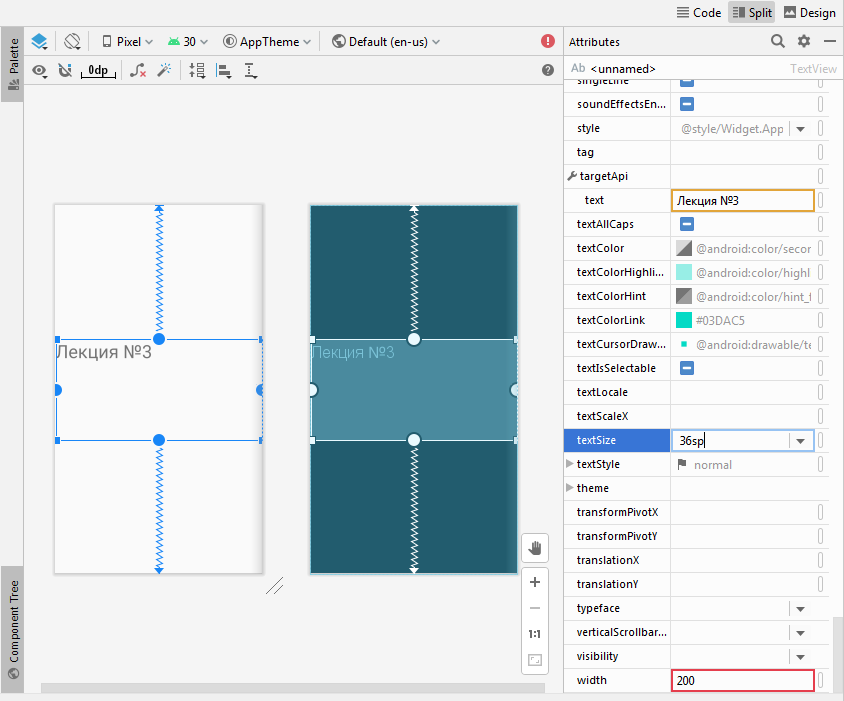 Code Split Design
Palette
Pixel 30 AppTheme Default (en-us)
Attributes
0dp
Ab <unnamed> TextView
singleLine
soundEffectsEn...
style @style/Widget.App
tag
targetApi
text Лекция №3
textAllCaps
textColor @android:color/secor
textColorHighli... @android:color/highl
textColorHint @android:color/hint_f
textColorLink #03DAC5
textCursorDraw... @android:drawable/te
textIsSelectable
textLocale
textScaleX
textSize 36sp
textStyle normal
theme
transformPivotX
transformPivotY
translationX
translationY
typeface
verticalScrollbar...
visibility
width 200
Лекция №3
Лекция №3
1:1
Component Tree